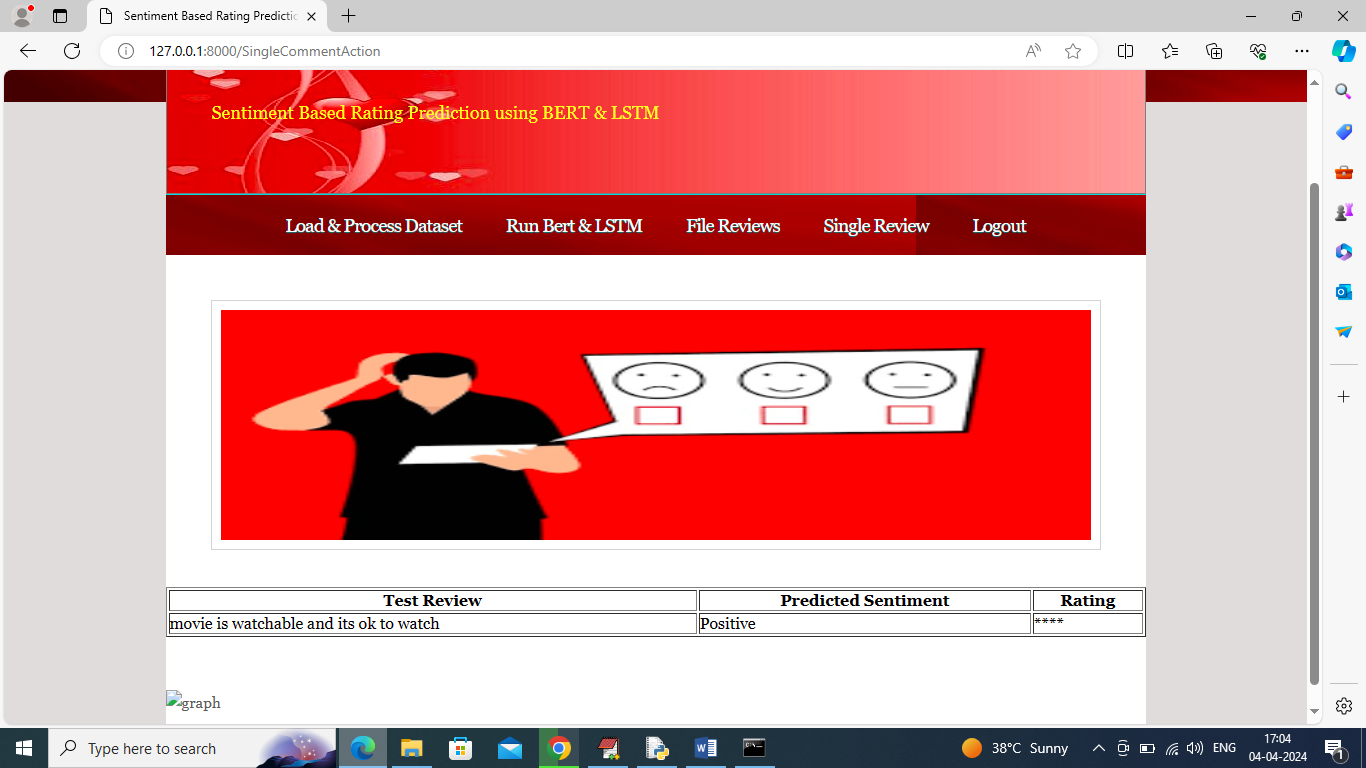 Sentiment Based Rating Predictic
127.0.0.1:8000/SingleCommentAction
Sentiment Based Rating Prediction using BERT & LSTM
Load & Process Dataset Run Bert & LSTM File Reviews Single Review Logout
Test Review Predicted Sentiment Rating
movie is watchable and its ok to watch Positive ****
graph
Type here to search
38°C Sunny
ENG
17:04
04-04-2024
1